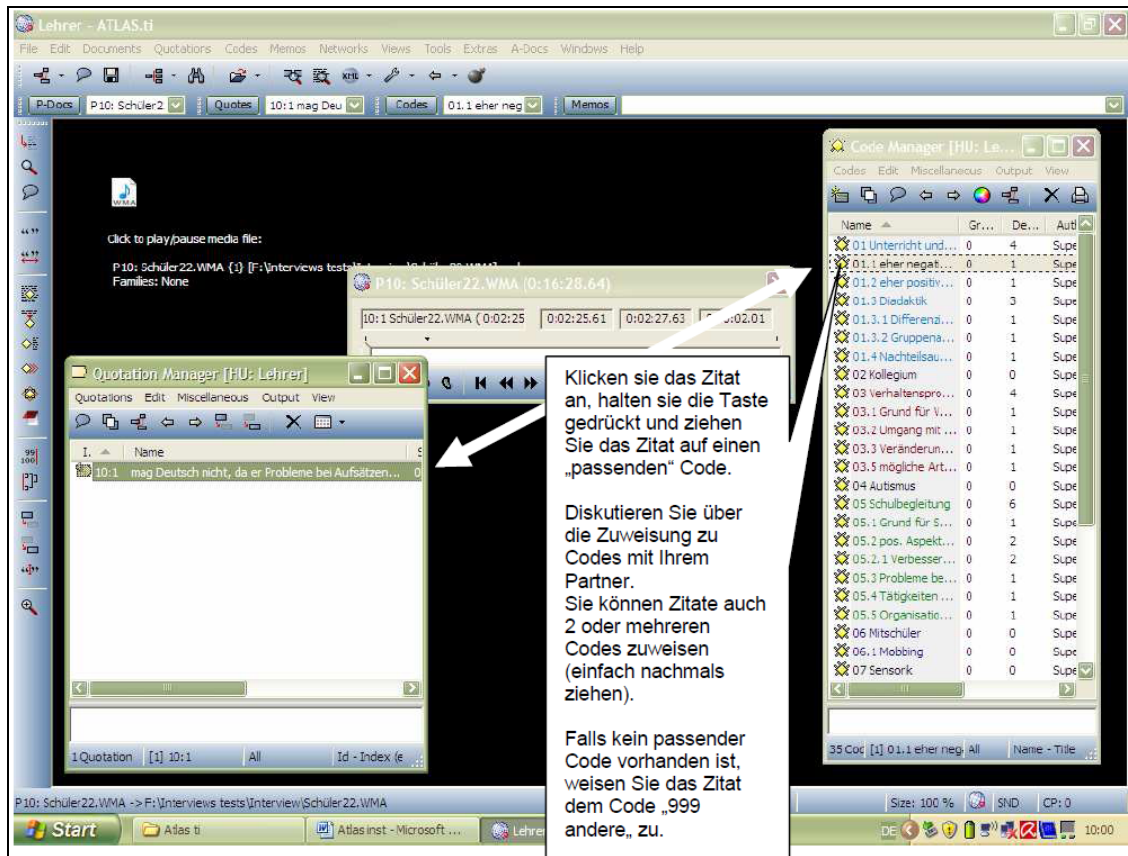 Lehrer - ATLAS.ti
File Edit Documents Quotations Codes Memos Networks Views Tools Extras A-Docs Windows Help
XML
P-Docs P10: Schüler2 Quotes 10:1 mag Deu Codes 01.1 eher neg Memos
WMA
Click to play/pause media file:
P10: Schüler22.WMA {1} [F:\Interviews tests\
Families: None
P10: Schüler22.WMA (0:16:28.64)
10:1 Schüler22.WMA ( 0:02:25 0:02:25.61 0:02:27.63
Quotation Manager [HU: Lehrer]
Quotations Edit Miscellaneous Output View
I. Name
10:1 mag Deutsch nicht, da er Probleme bei Aufsätzen... 0
1 Quotation [1] 10:1 All Id - Index (e
Klicken sie das Zitat
an, halten sie die Taste
gedrückt und ziehen
Sie das Zitat auf einen
„passenden“ Code.
Diskutieren Sie über
die Zuweisung zu
Codes mit Ihrem
Partner.
Sie können Zitate auch
2 oder mehreren
Codes zuweisen
(einfach nachmals
ziehen).
Falls kein passender
Code vorhanden ist,
weisen Sie das Zitat
dem Code „999
andere„ zu.
Code Manager [HU: Le...
Codes Edit Miscellaneous Output View
Name Gr... De... Autl
01 Unterricht und... 0 4 Supe
01.1 eher negat... 0 1 Supe
01.2 eher positiv... 0 1 Supe
01.3 Diadaktik 0 3 Supe
01.3.1 Differenzi... 0 1 Supe
01.3.2 Gruppena... 0 1 Supe
01.4 Nachteilsau... 0 1 Supe
02 Kollegium 0 0 Supe
03 Verhaltenspro... 0 4 Supe
03.1 Grund für V... 0 1 Supe
03.2 Umgang mit ... 0 1 Supe
03.3 Veränderun... 0 1 Supe
03.5 mögliche Art... 0 1 Supe
04 Autismus 0 0 Supe
05 Schulbegleitung 0 6 Supe
05.1 Grund für S... 0 1 Supe
05.2 pos. Aspekt... 0 2 Supe
05.2.1 Verbesser... 0 2 Supe
05.3 Probleme be... 0 1 Supe
05.4 Tätigkeiten ... 0 1 Supe
05.5 Organisatio... 0 1 Supe
06 Mitschüler 0 0 Supe
06.1 Mobbing 0 0 Supe
07 Sensork 0 0 Supe
35 Cod [1] 01.1 eher neg All Name - Title
P10: Schüler22.WMA -> F:\Interviews tests\Interview\Schüler22.WMA Size: 100 % SND CP: 0
Start Atlas ti Atlas inst - Microsoft ... Lehrer DE 10:00